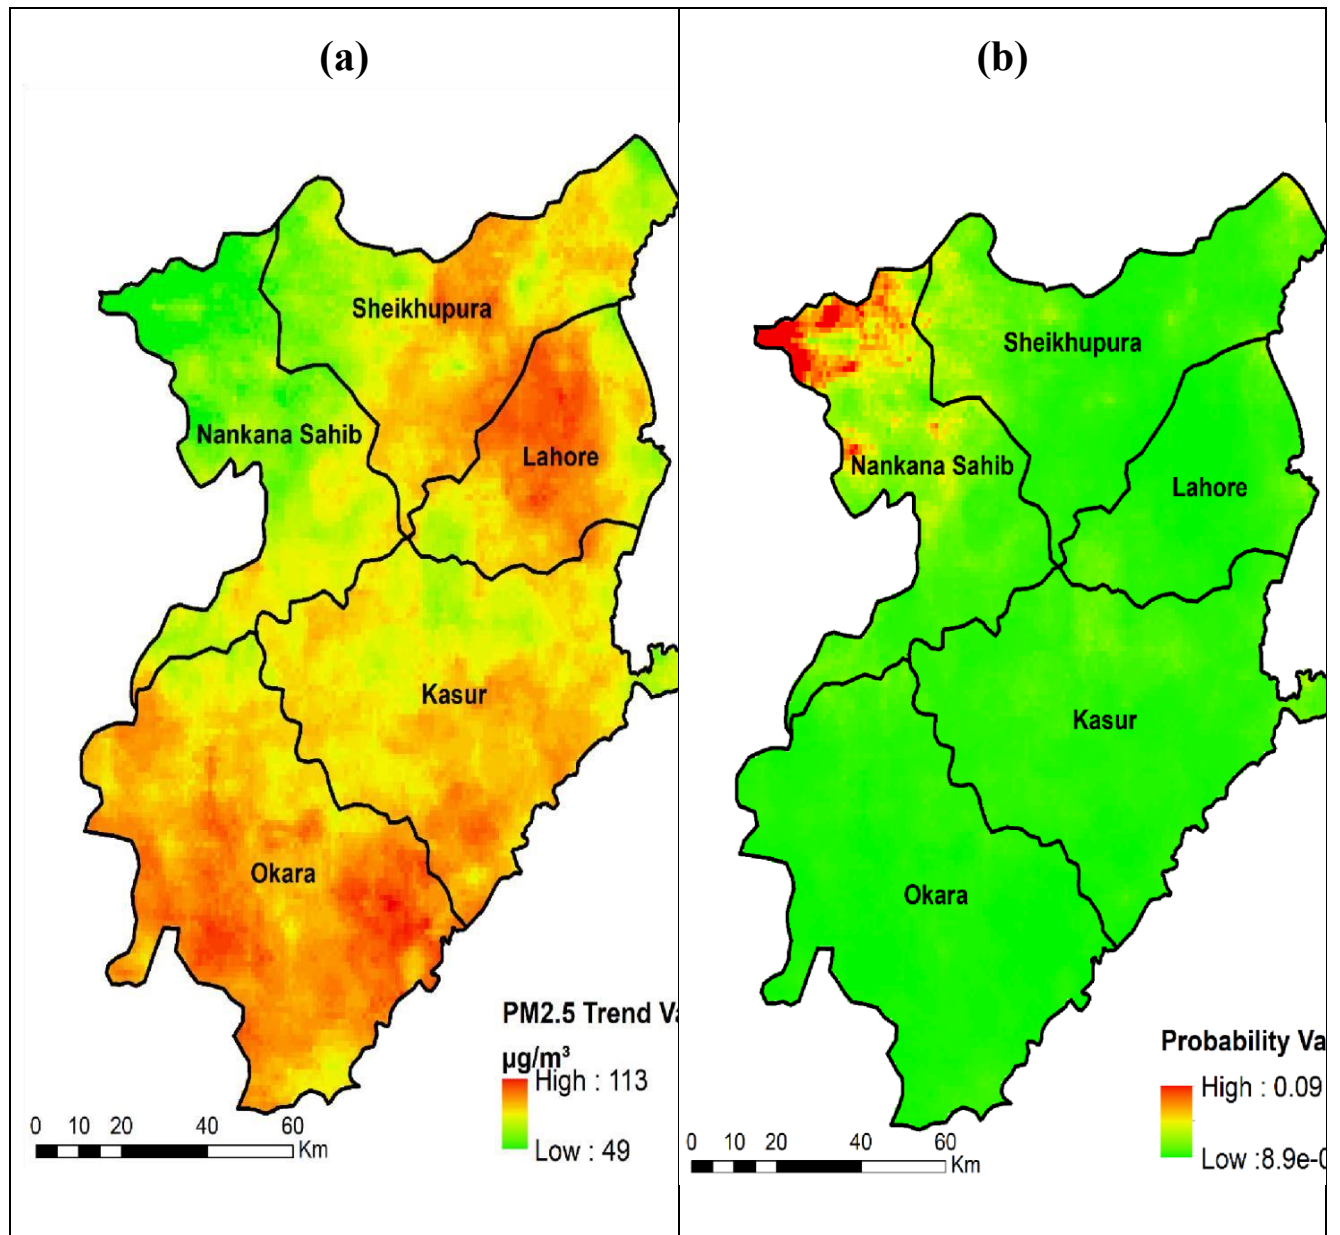 (a)
Sheikhupura
Nankana Sahib
Lahore
Kasur
Okara
PM2.5 Trend Va
µg/m³
High : 113
Low : 49
0 10 20 40 60
Km
(b)
Sheikhupura
Nankana Sahib
Lahore
Kasur
Okara
Probability Va
High : 0.09
Low :8.9e-0
0 10 20 40 60
Km